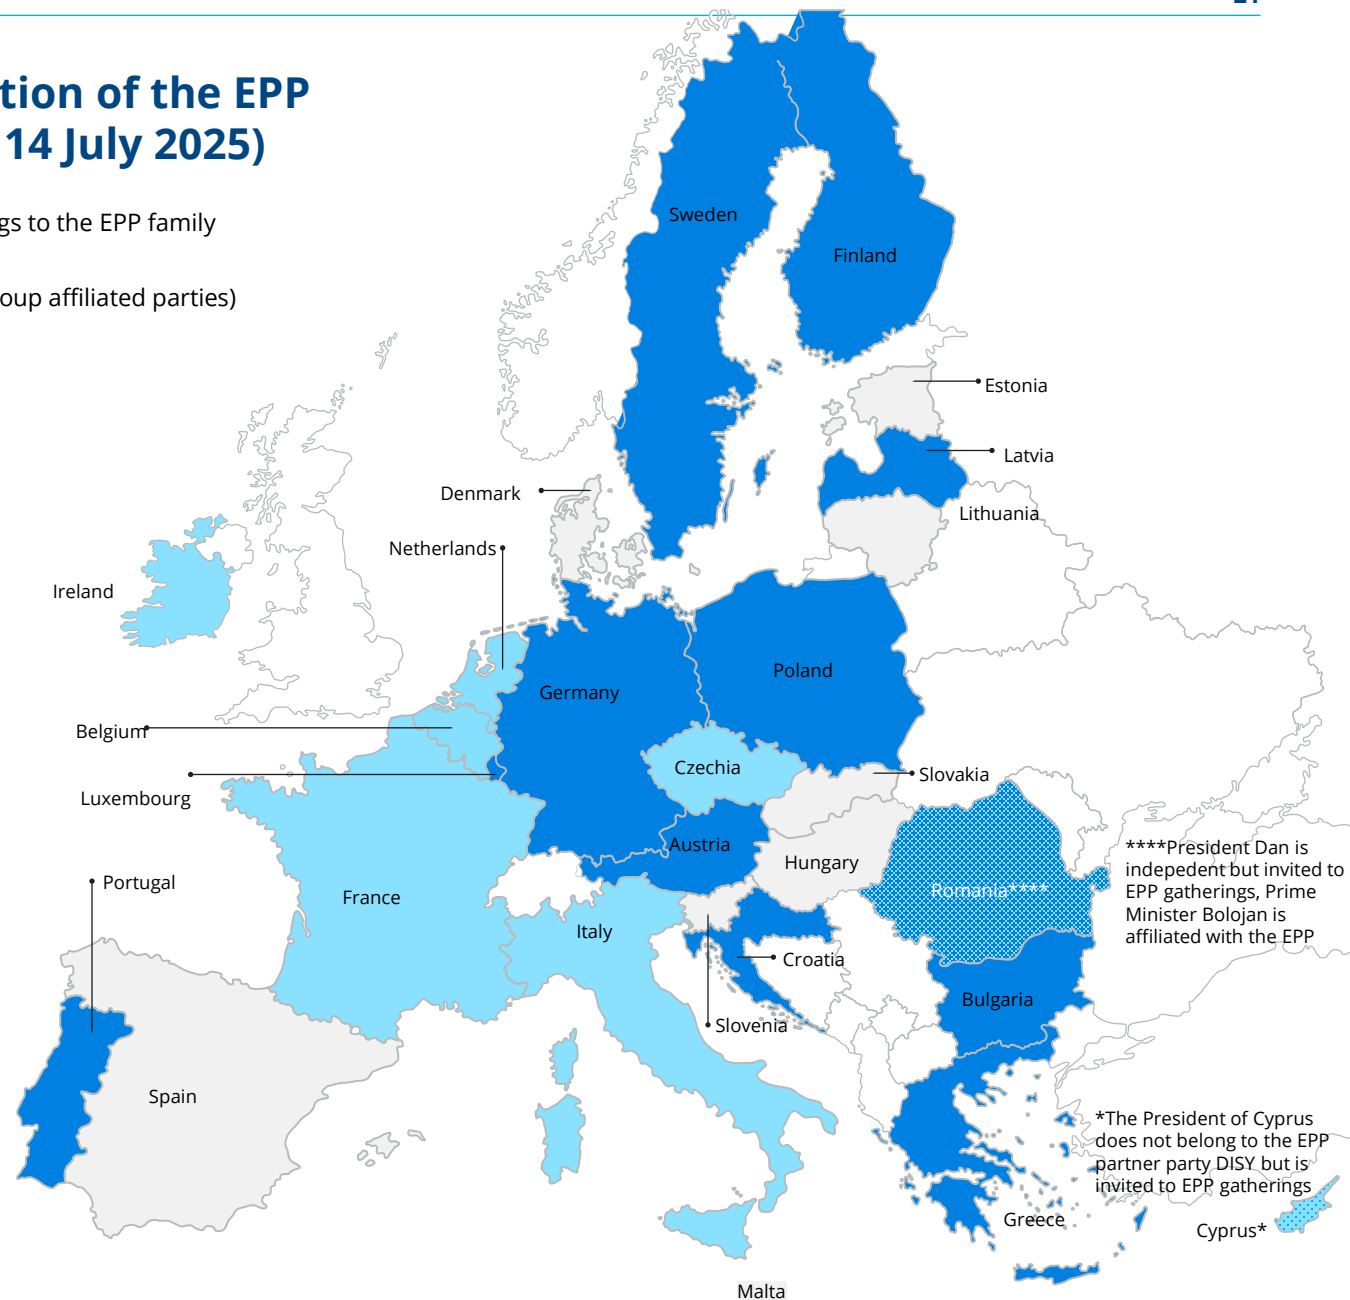 tion of the EPP
14 July 2025)
gs to the EPP family
oup affiliated parties)
Sweden
Finland
Estonia
Latvia
Denmark
Lithuania
Netherlands
Ireland
Poland
Germany
Belgium
Czechia
Slovakia
Luxembourg
Austria
****President Dan is
indepedent but invited to
EPP gatherings, Prime
Minister Bolojan is
affiliated with the EPP
Hungary
Portugal
Romania****
France
Italy
Croatia
Bulgaria
Slovenia
Spain
*The President of Cyprus
does not belong to the EPP
partner party DISY but is
invited to EPP gatherings
Greece
Cyprus*
Malta